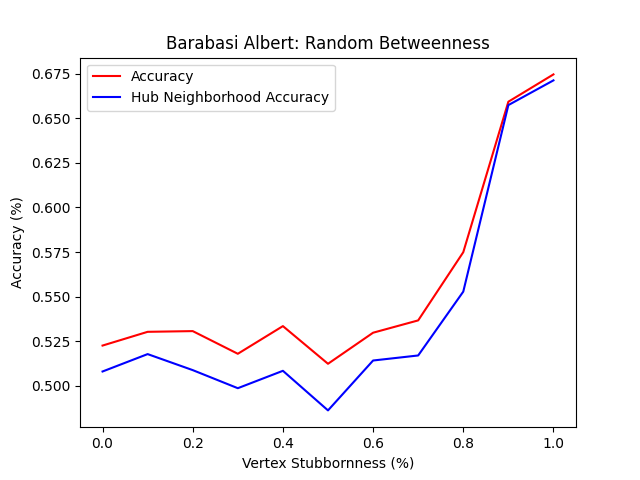 Barabasi Albert: Random Betweenness
Accuracy
Hub Neighborhood Accuracy
Accuracy (%)
0.675
0.650
0.625
0.600
0.575
0.550
0.525
0.500
0.0 0.2 0.4 0.6 0.8 1.0
Vertex Stubbornness (%)